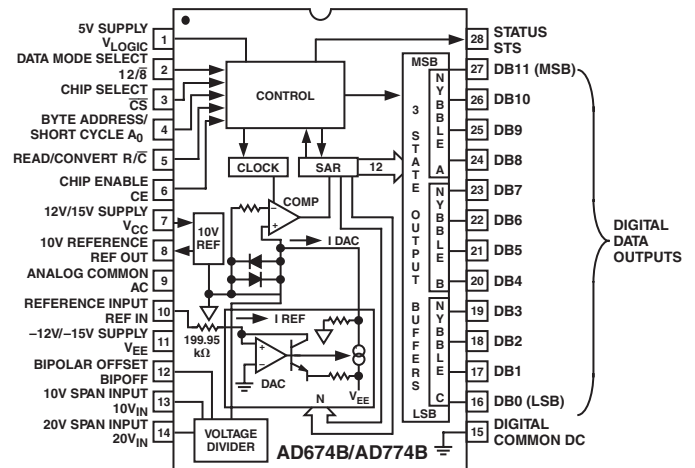 5V SUPPLY
VLOGIC
1
DATA MODE SELECT
12/8̅
2
CHIP SELECT
C̅S̅
3
BYTE ADDRESS/
SHORT CYCLE A0
4
READ/CONVERT R/C̅
5
CHIP ENABLE
CE
6
12V/15V SUPPLY
VCC
7
10V REFERENCE
REF OUT
8
ANALOG COMMON
AC
9
REFERENCE INPUT
REF IN
10
–12V/–15V SUPPLY
VEE
11
BIPOLAR OFFSET
BIPOFF
12
10V SPAN INPUT
10VIN
13
20V SPAN INPUT
20VIN
14
CONTROL
CLOCK
SAR
12
COMP
10V
REF
I DAC
I REF
199.95
kΩ
DAC
VEE
N
VOLTAGE
DIVIDER
AD674B/AD774B
MSB
3 STATE OUTPUT BUFFERS
LSB
NYBBLE A
NYBBLE B
NYBBLE C
28
STATUS
STS
27
DB11 (MSB)
26
DB10
25
DB9
24
DB8
23
DB7
22
DB6
21
DB5
20
DB4
19
DB3
18
DB2
17
DB1
16
DB0 (LSB)
15
DIGITAL
COMMON DC
DIGITAL
DATA
OUTPUTS